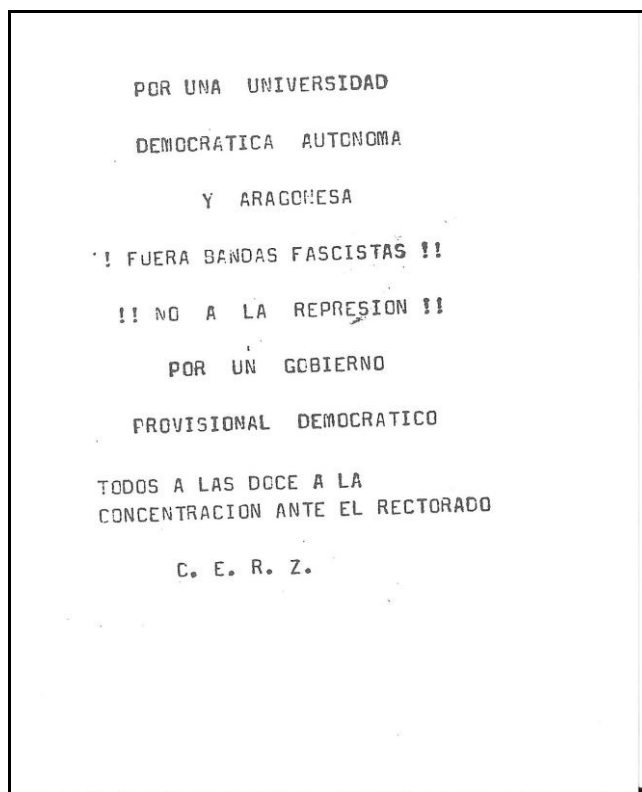 POR UNA UNIVERSIDAD
DEMOCRATICA AUTONOMA
Y ARAGONESA
'! FUERA BANDAS FASCISTAS !!
!! NO A LA REPRESION !!
POR UN GOBIERNO
PROVISIONAL DEMOCRATICO
TODOS A LAS DOCE A LA
CONCENTRACION ANTE EL RECTORADO
C. E. R. Z.